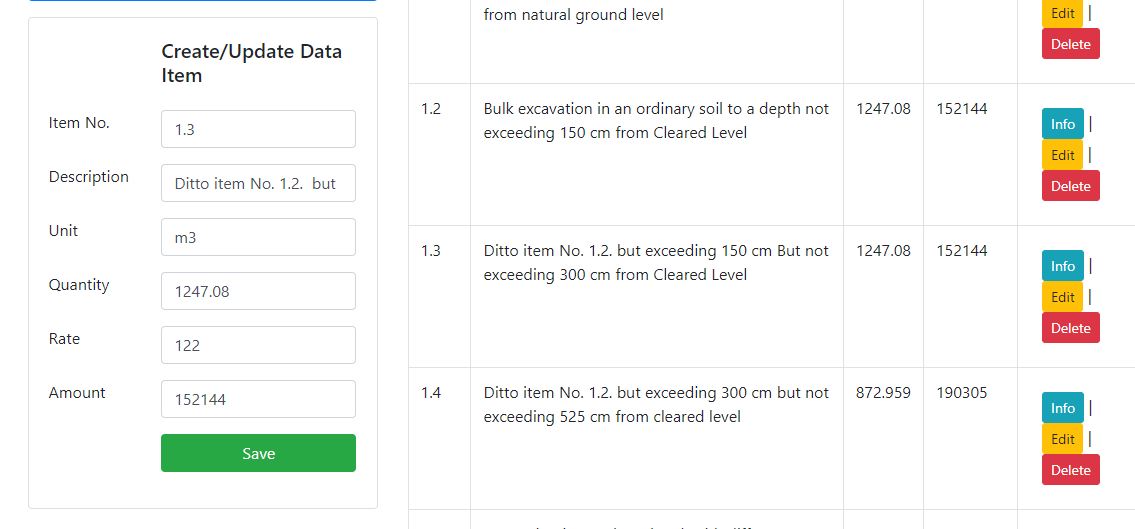 Create/Update Data
Item
Item No.
1.3
Description
Ditto item No. 1.2.  but
Unit
m3
Quantity
1247.08
Rate
122
Amount
152144
Save
from natural ground level
Edit |
Delete
1.2 Bulk excavation in an ordinary soil to a depth not 1247.08 152144
exceeding 150 cm from Cleared Level
Info |
Edit |
Delete
1.3 Ditto item No. 1.2. but exceeding 150 cm But not 1247.08 152144
exceeding 300 cm from Cleared Level
Info |
Edit |
Delete
1.4 Ditto item No. 1.2. but exceeding 300 cm but not 872.959 190305
exceeding 525 cm from cleared level
Info |
Edit |
Delete